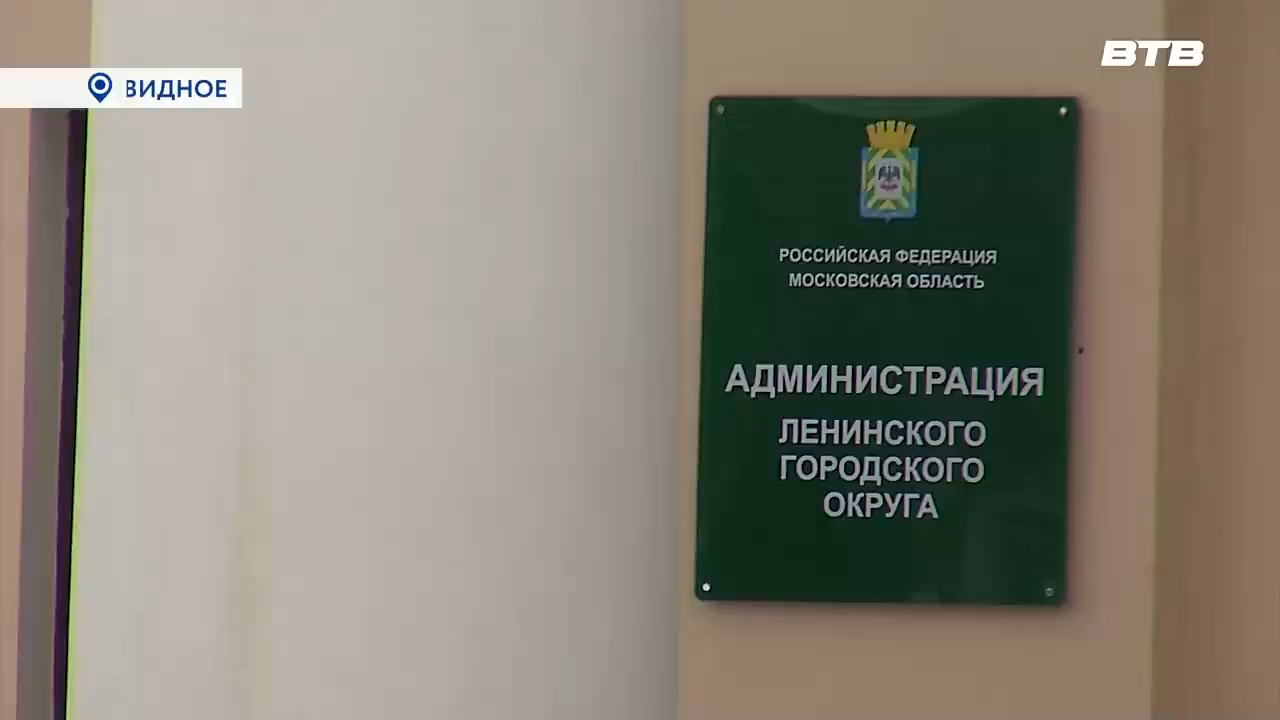 ВТВ
ВИДНОЕ
РОССИЙСКАЯ ФЕДЕРАЦИЯ
МОСКОВСКАЯ ОБЛАСТЬ
АДМИНИСТРАЦИЯ
ЛЕНИНСКОГО
ГОРОДСКОГО
ОКРУГА